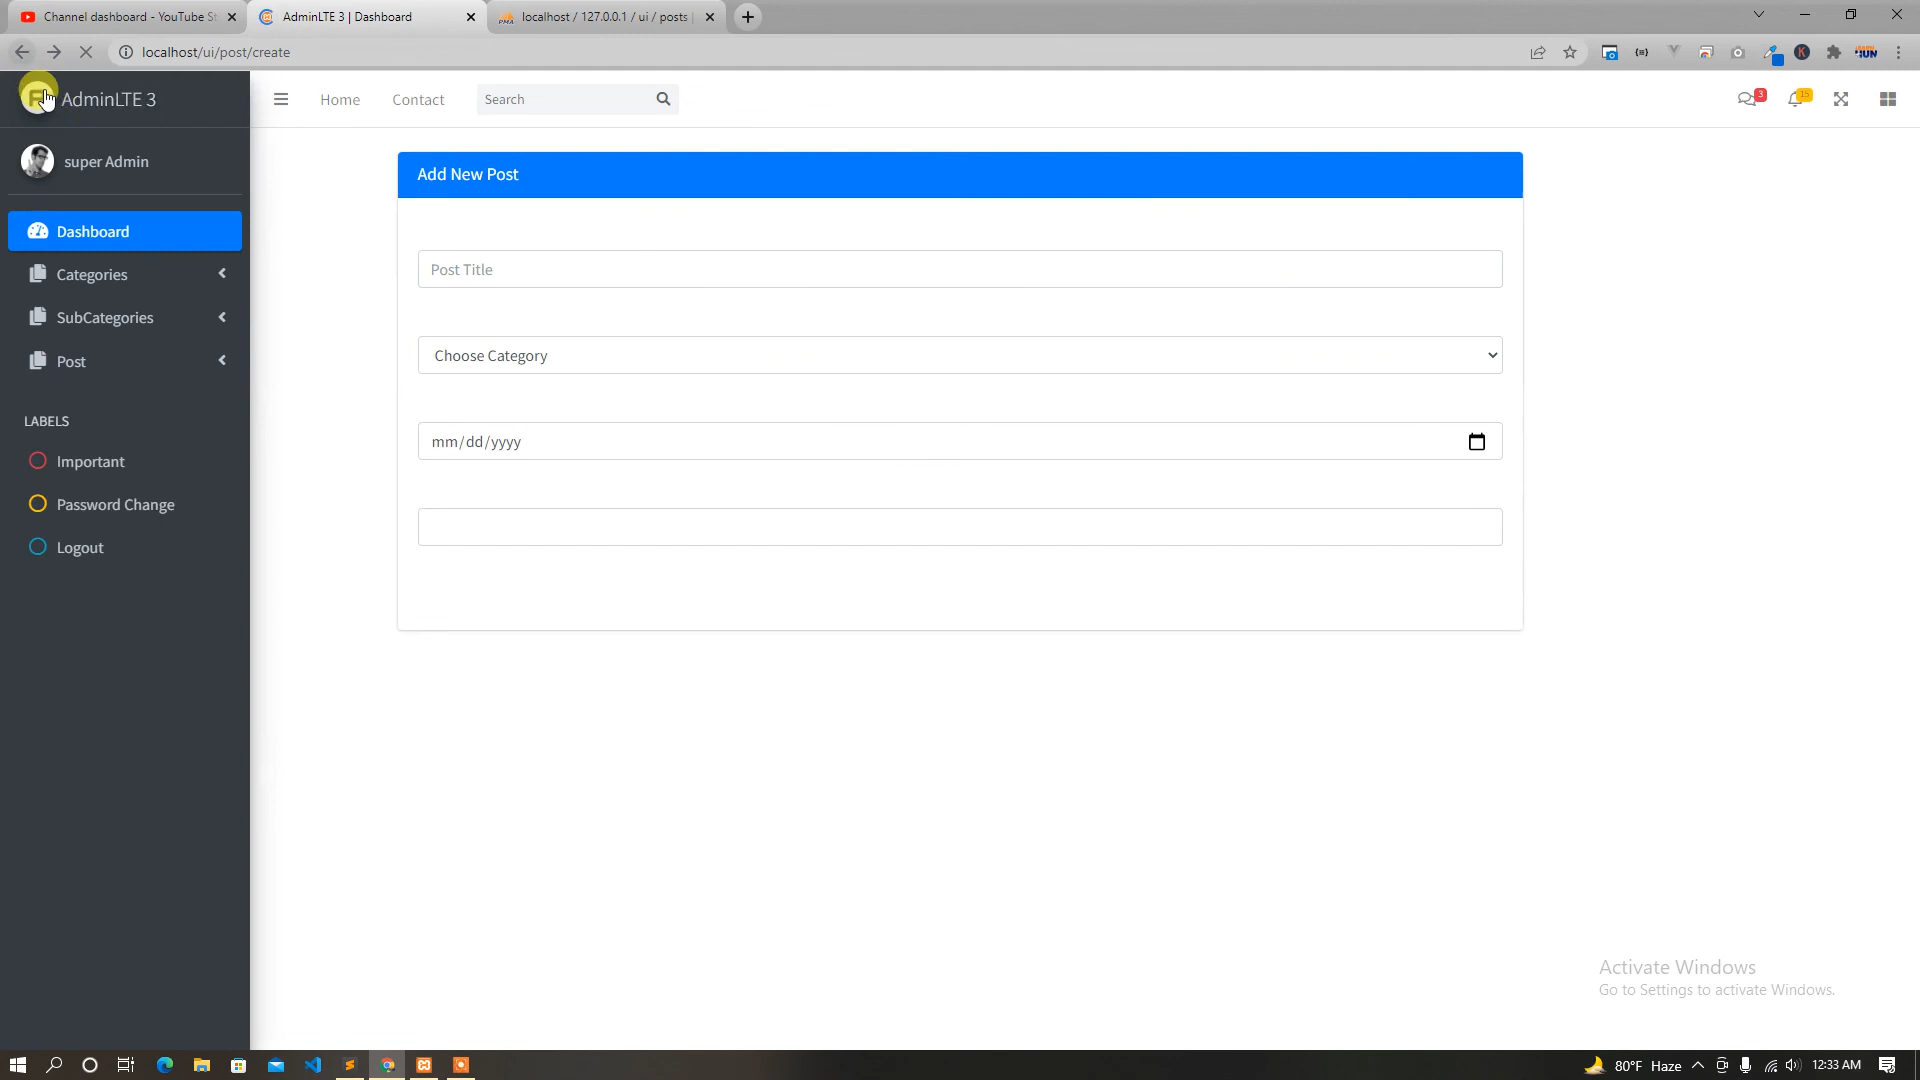 Channel dashboard - YouTube St
AdminLTE 3 | Dashboard
localhost / 127.0.0.1 / ui / posts
localhost/ui/post/create
AdminLTE 3
Home
Contact
Search
3
15
super Admin
Add New Post
Dashboard
Post Title
Categories
SubCategories
Choose Category
Post
LABELS
mm/dd/yyyy
Important
Password Change
Logout
Activate Windows
Go to Settings to activate Windows.
80°F Haze
12:33 AM